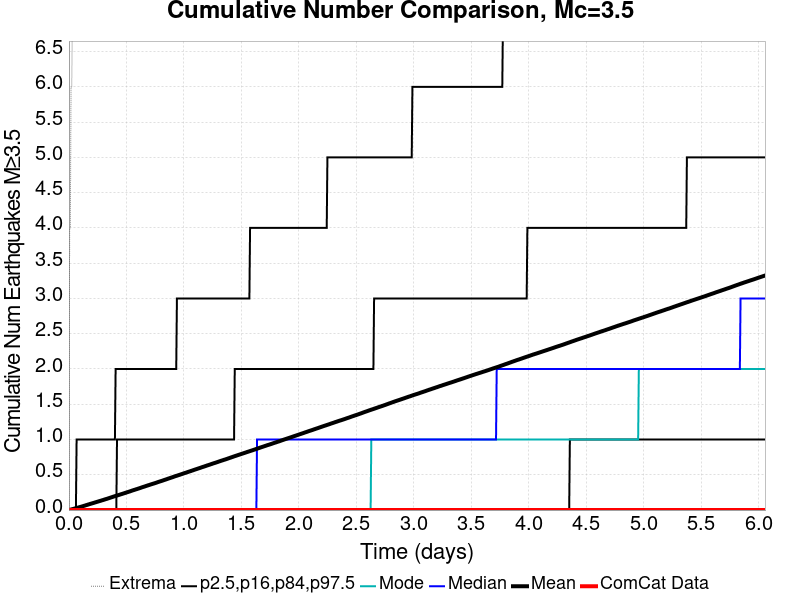 Cumulative Number Comparison, Mc=3.5
Cumulative Num Earthquakes M≥3.5
6.5
6.0
5.5
5.0
4.5
4.0
3.5
3.0
2.5
2.0
1.5
1.0
0.5
0.0
0.0 0.5 1.0 1.5 2.0 2.5 3.0 3.5 4.0 4.5 5.0 5.5 6.0
Time (days)
Extrema p2.5,p16,p84,p97.5 Mode Median Mean ComCat Data